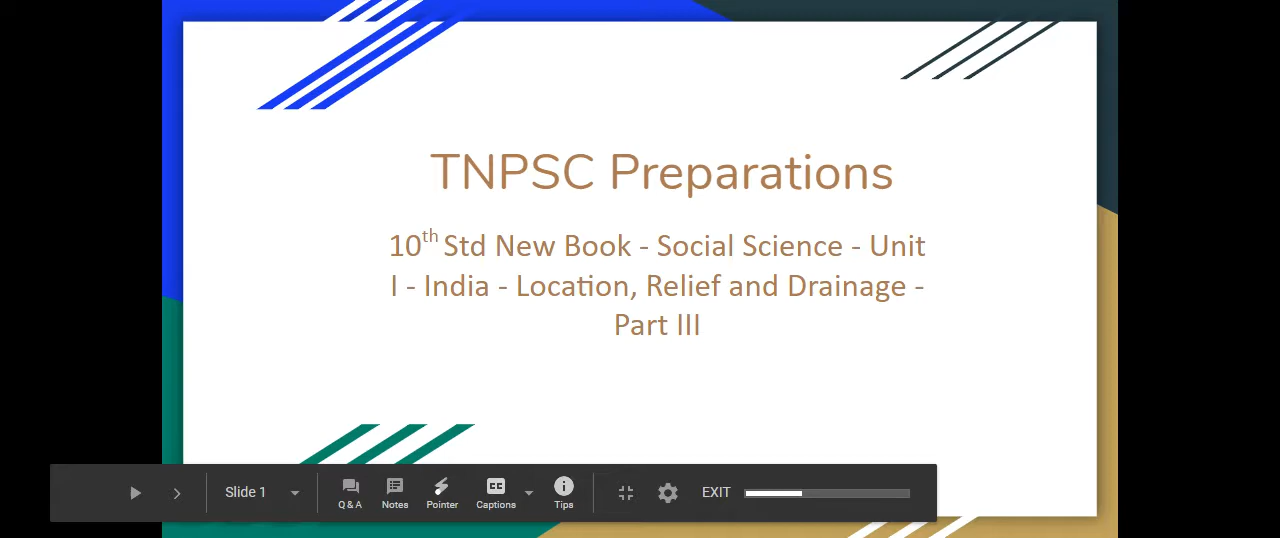 TNPSC Preparations
10th Std New Book - Social Science - Unit
I - India - Location, Relief and Drainage -
Part III
Slide 1
Q & A Notes Pointer Captions Tips
EXIT